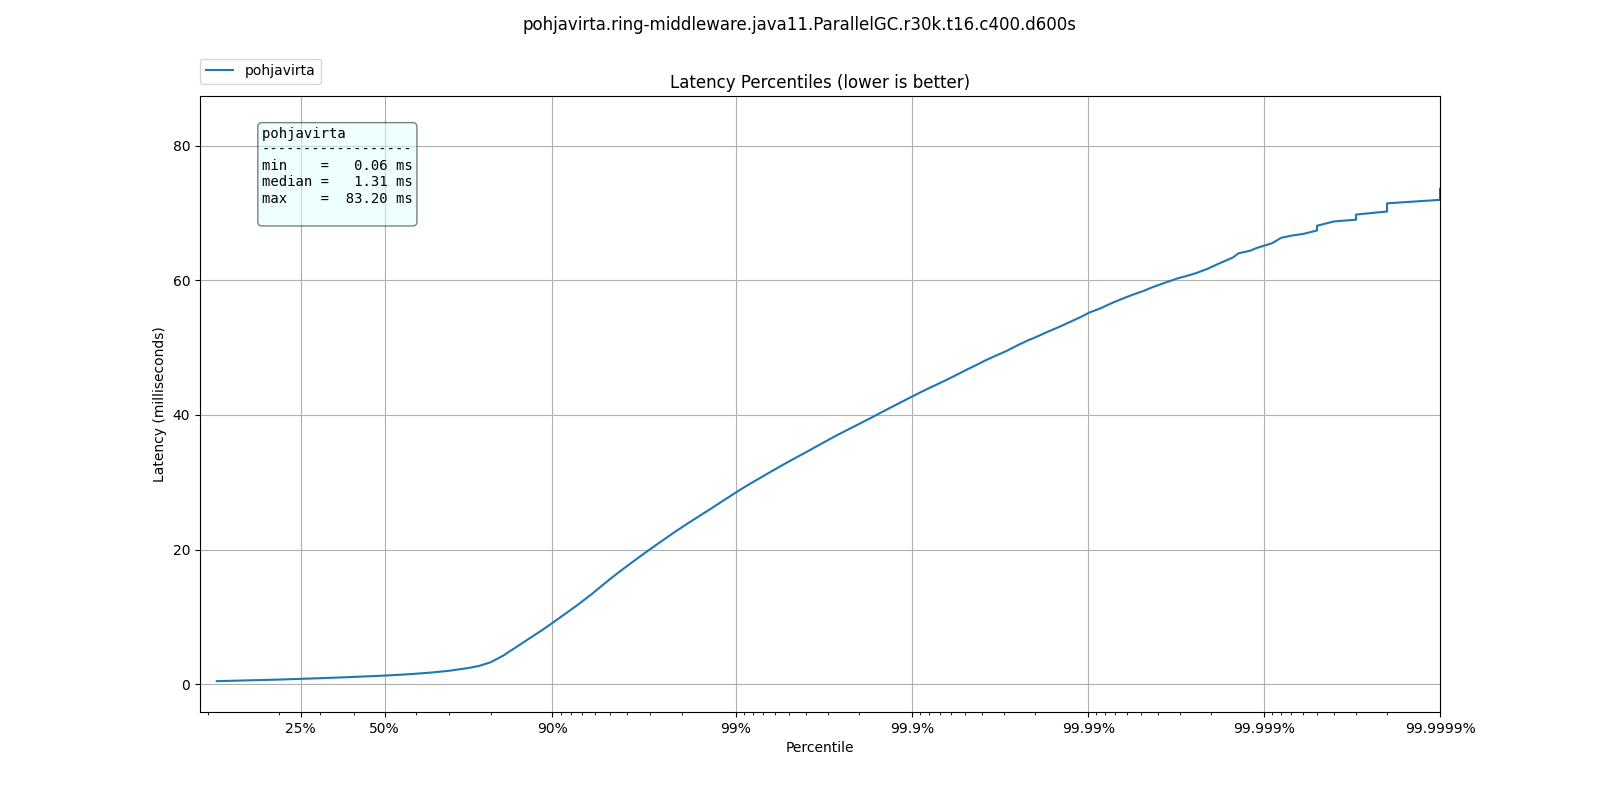 pohjavirta.ring-middleware.java11.ParallelGC.r30k.t16.c400.d600s
pohjavirta
Latency Percentiles (lower is better)
pohjavirta
------------------
min    =   0.06 ms
median =   1.31 ms
max    =  83.20 ms
80
60
40
20
0
Latency (milliseconds)
25% 50% 90% 99% 99.9% 99.99% 99.999% 99.9999%
Percentile